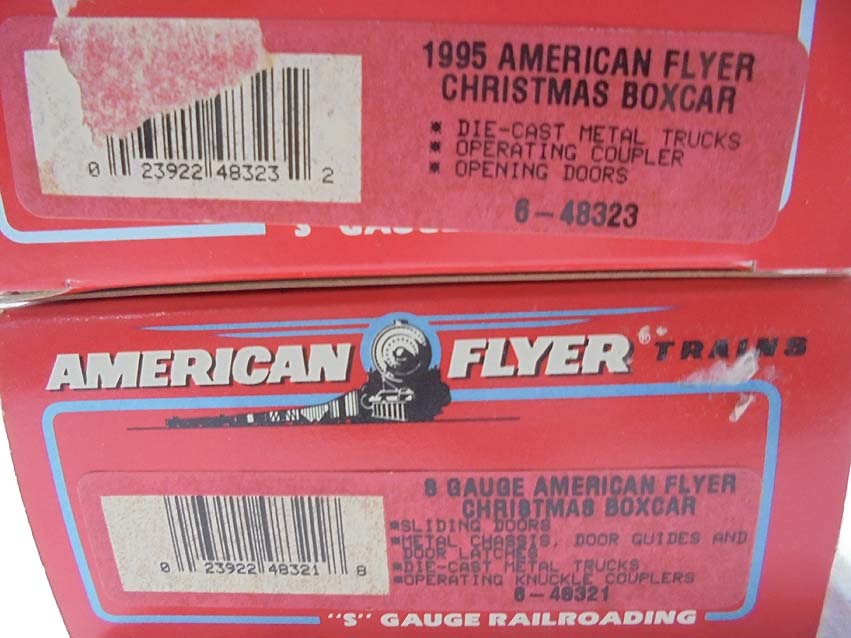 1995 AMERICAN FLYER
CHRISTMAS BOXCAR
* DIE-CAST METAL TRUCKS
* OPERATING COUPLER
* OPENING DOORS
6-48323
0 23922 48323 2
AMERICAN FLYER® TRAINS
S GAUGE AMERICAN FLYER
CHRISTMAS BOXCAR
*SLIDING DOORS
*METAL CHASSIS, DOOR GUIDES AND
DOOR LATCHES
*DIE-CAST METAL TRUCKS
*OPERATING KNUCKLE COUPLERS
6-48321
0 23922 48321 8
"S" GAUGE RAILROADING